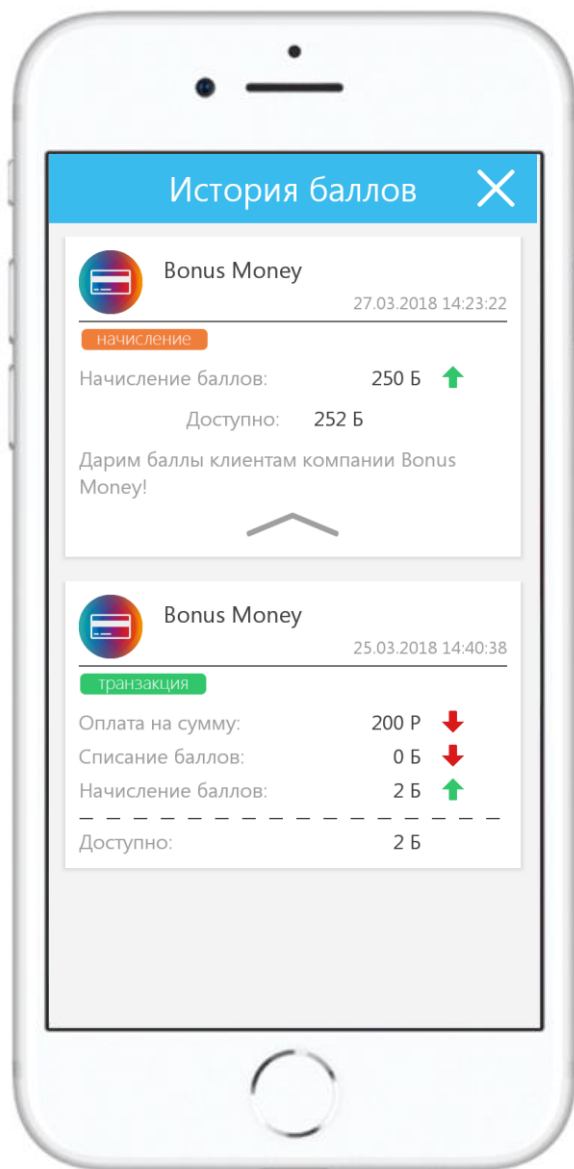 История баллов
Bonus Money
27.03.2018 14:23:22
начисление
Начисление баллов: 250 Б
Доступно: 252 Б
Дарим баллы клиентам компании Bonus
Money!
Bonus Money
25.03.2018 14:40:38
транзакция
Оплата на сумму: 200 Р
Списание баллов: 0 Б
Начисление баллов: 2 Б
Доступно: 2 Б